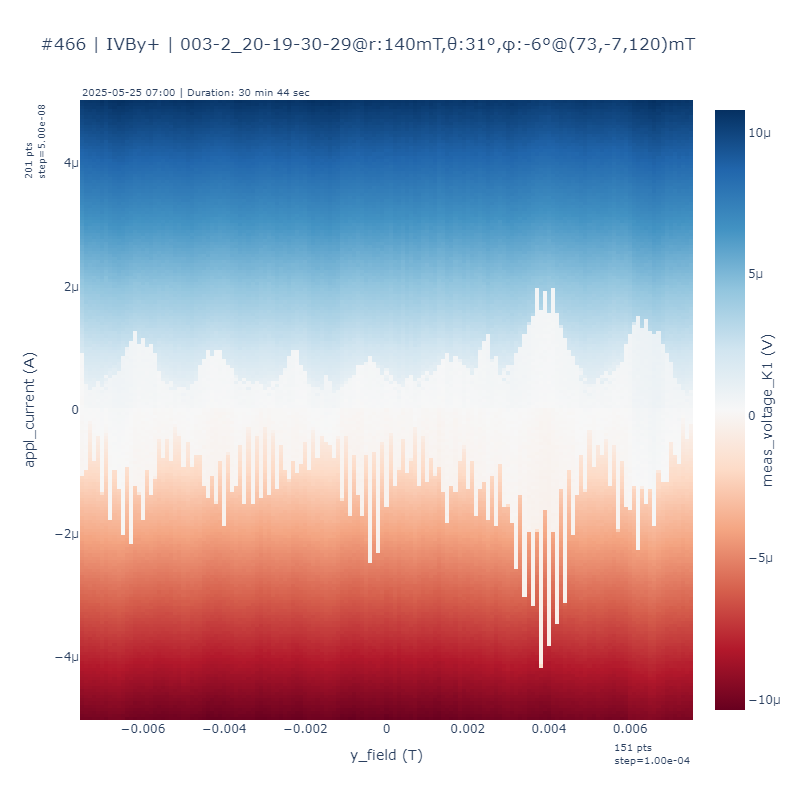 #466 | IVBy+ | 003-2_20-19-30-29@r:140mT,θ:31°,φ:-6°@(73,-7,120)mT
2025-05-25 07:00 | Duration: 30 min 44 sec
201 pts
step=5.00e-08
4μ
2μ
0
−2μ
−4μ
appl_current (A)
−0.006
−0.004
−0.002
0
0.002
0.004
0.006
y_field (T)
151 pts
step=1.00e-04
10μ
5μ
0
−5μ
−10μ
meas_voltage_K1 (V)